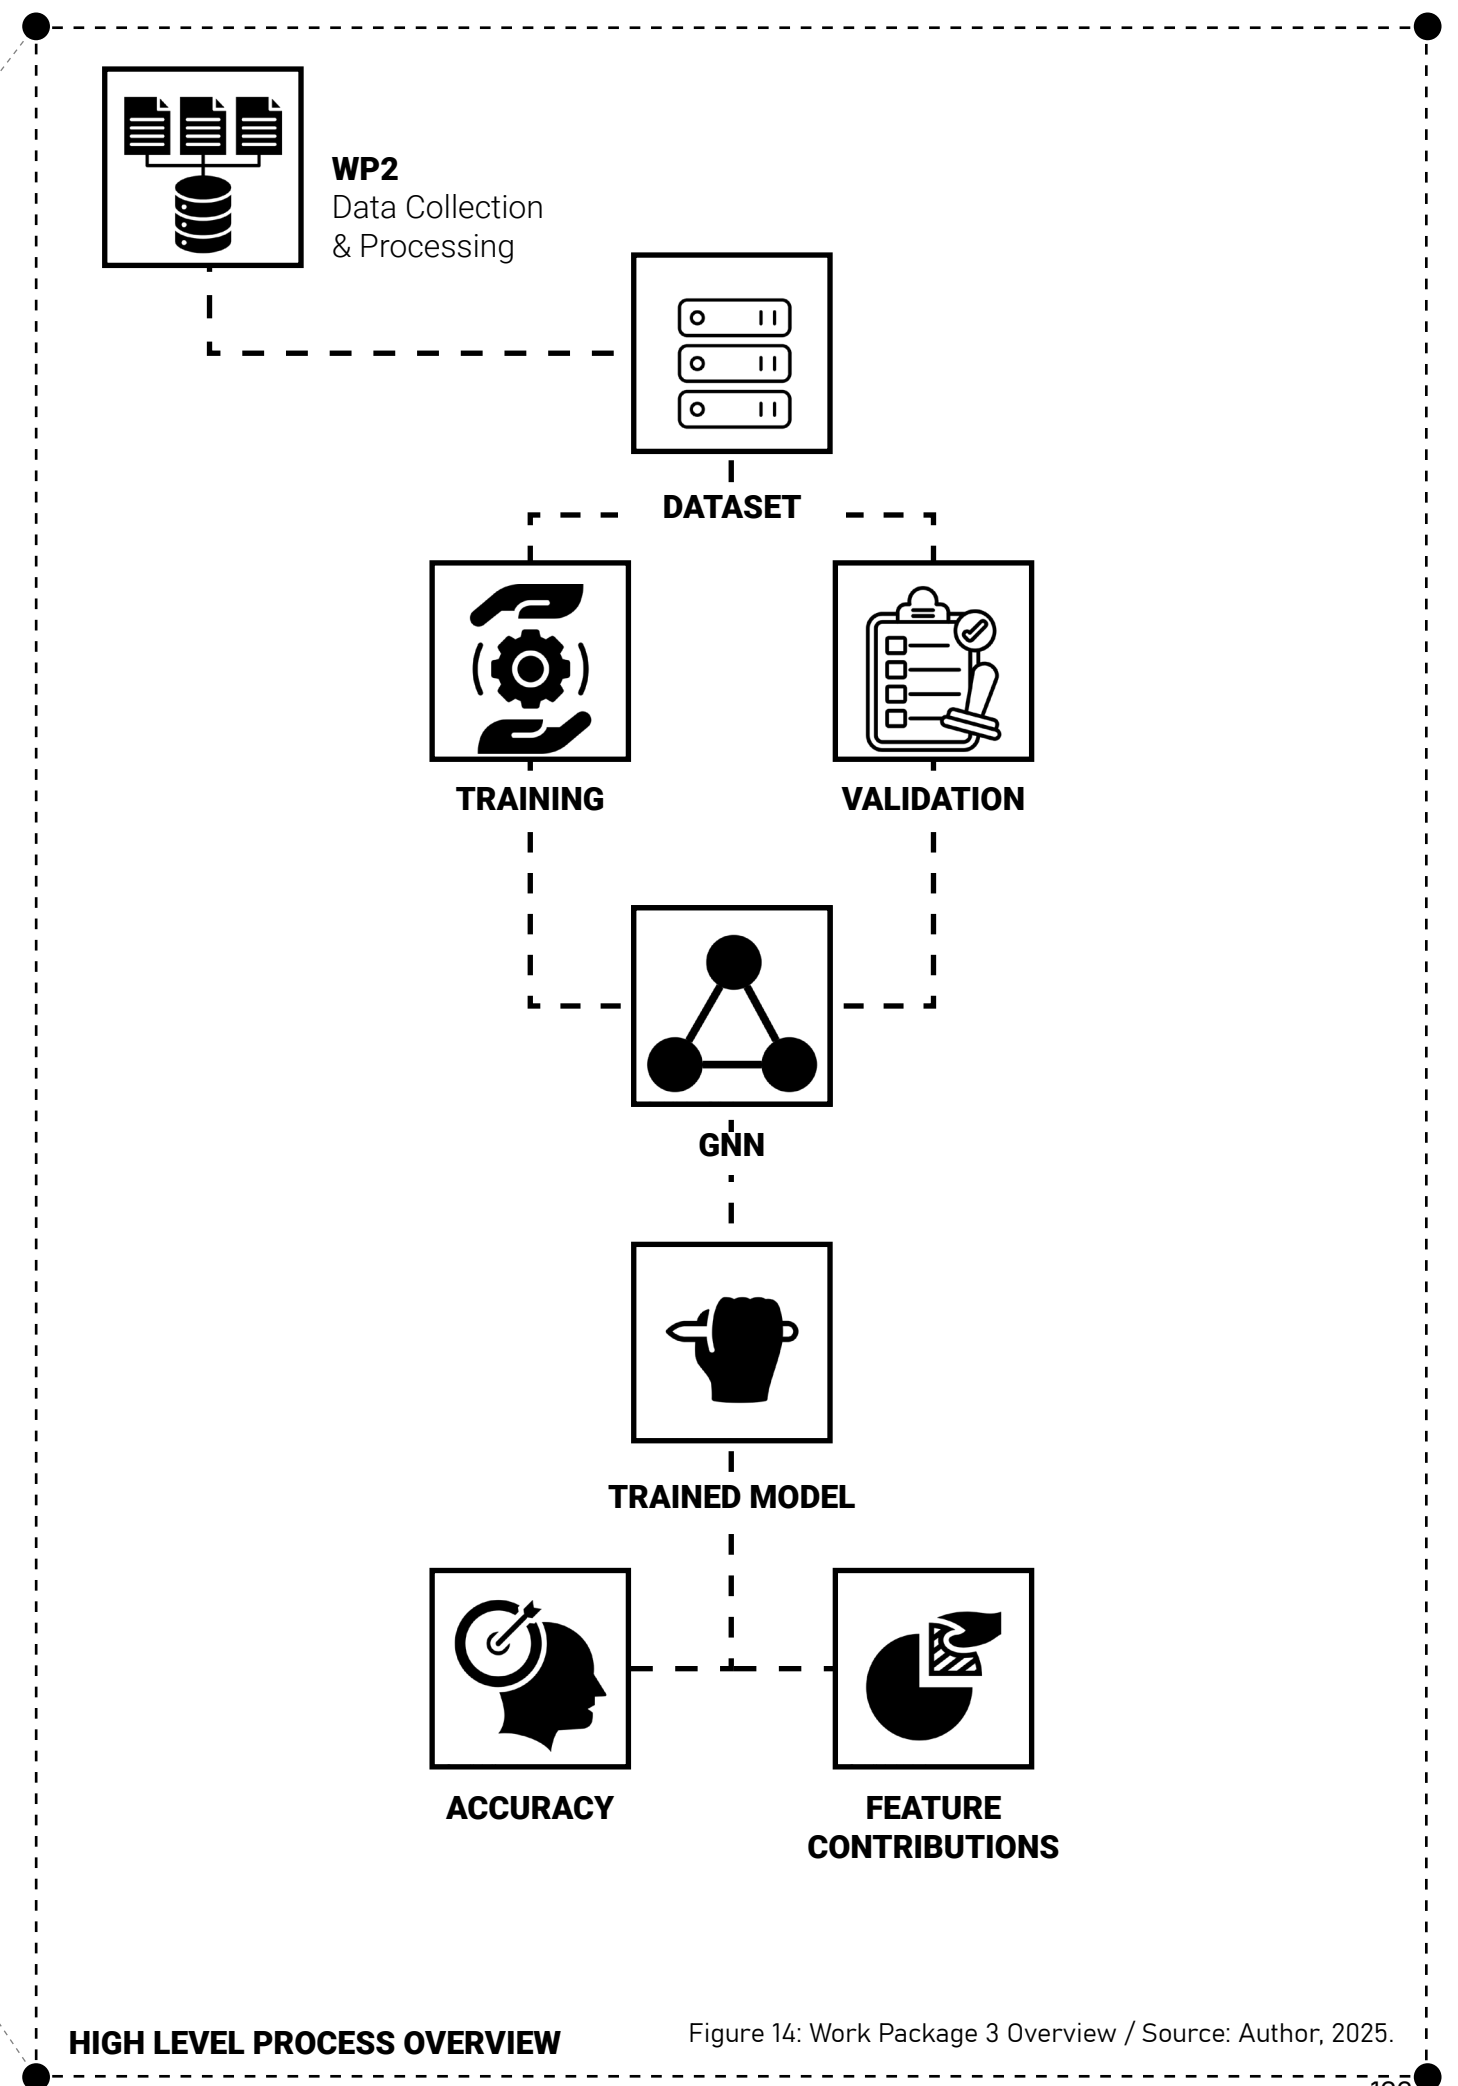 WP2
Data Collection
& Processing
DATASET
TRAINING
VALIDATION
GNN
TRAINED MODEL
ACCURACY
FEATURE
CONTRIBUTIONS
HIGH LEVEL PROCESS OVERVIEW
Figure 14: Work Package 3 Overview / Source: Author, 2025.